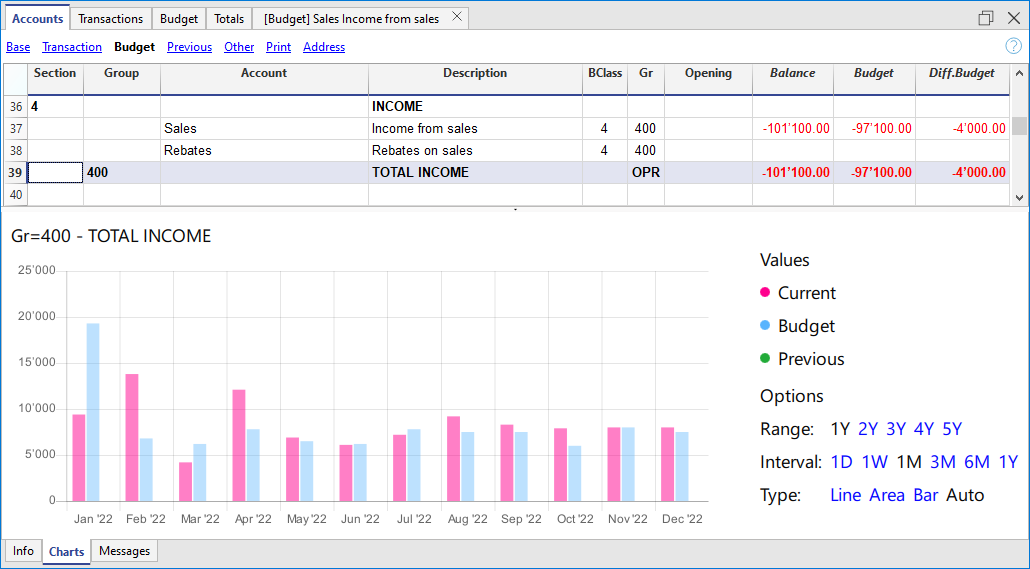 Accounts Transactions Budget Totals [Budget] Sales Income from sales
Base Transaction Budget Previous Other Print Address
Section Group Account Description BClass Gr Opening Balance Budget Diff.Budget
36 4 INCOME
37 Sales Income from sales 4 400 -101'100.00 -97'100.00 -4'000.00
38 Rebates Rebates on sales 4 400
39 400 TOTAL INCOME OPR -101'100.00 -97'100.00 -4'000.00
40
Gr=400 - TOTAL INCOME
25'000
20'000
15'000
10'000
5'000
0
Jan '22 Feb '22 Mar '22 Apr '22 May'22 Jun '22 Jul '22 Aug '22 Sep '22 Oct '22 Nov '22 Dec '22
Values
Current
Budget
Previous
Options
Range: 1Y 2Y 3Y 4Y 5Y
Interval: 1D 1W 1M 3M 6M 1Y
Type: Line Area Bar Auto
Info Charts Messages